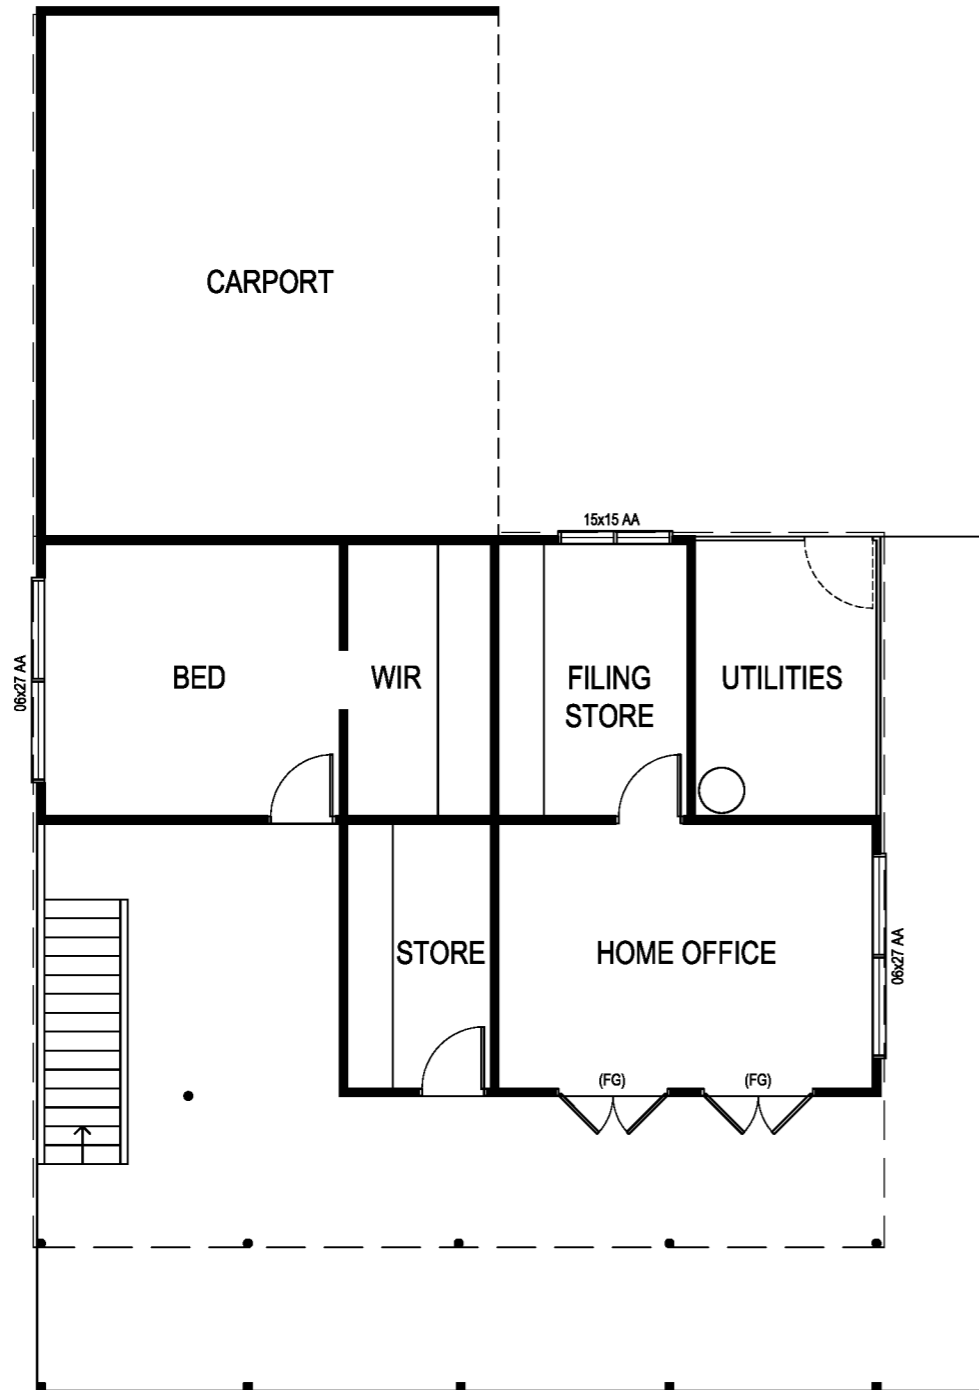 CARPORT
15x15 AA
06x27 AA
BED
WIR
FILING
STORE
UTILITIES
STORE
HOME OFFICE
06x27 AA
(FG)
(FG)